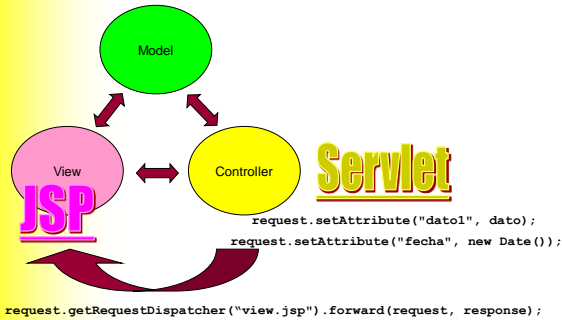 Model
View
Controller
JSP
Servlet
request.setAttribute("dato1", dato);
request.setAttribute("fecha", new Date());
request.getRequestDispatcher(“view.jsp").forward(request, response);